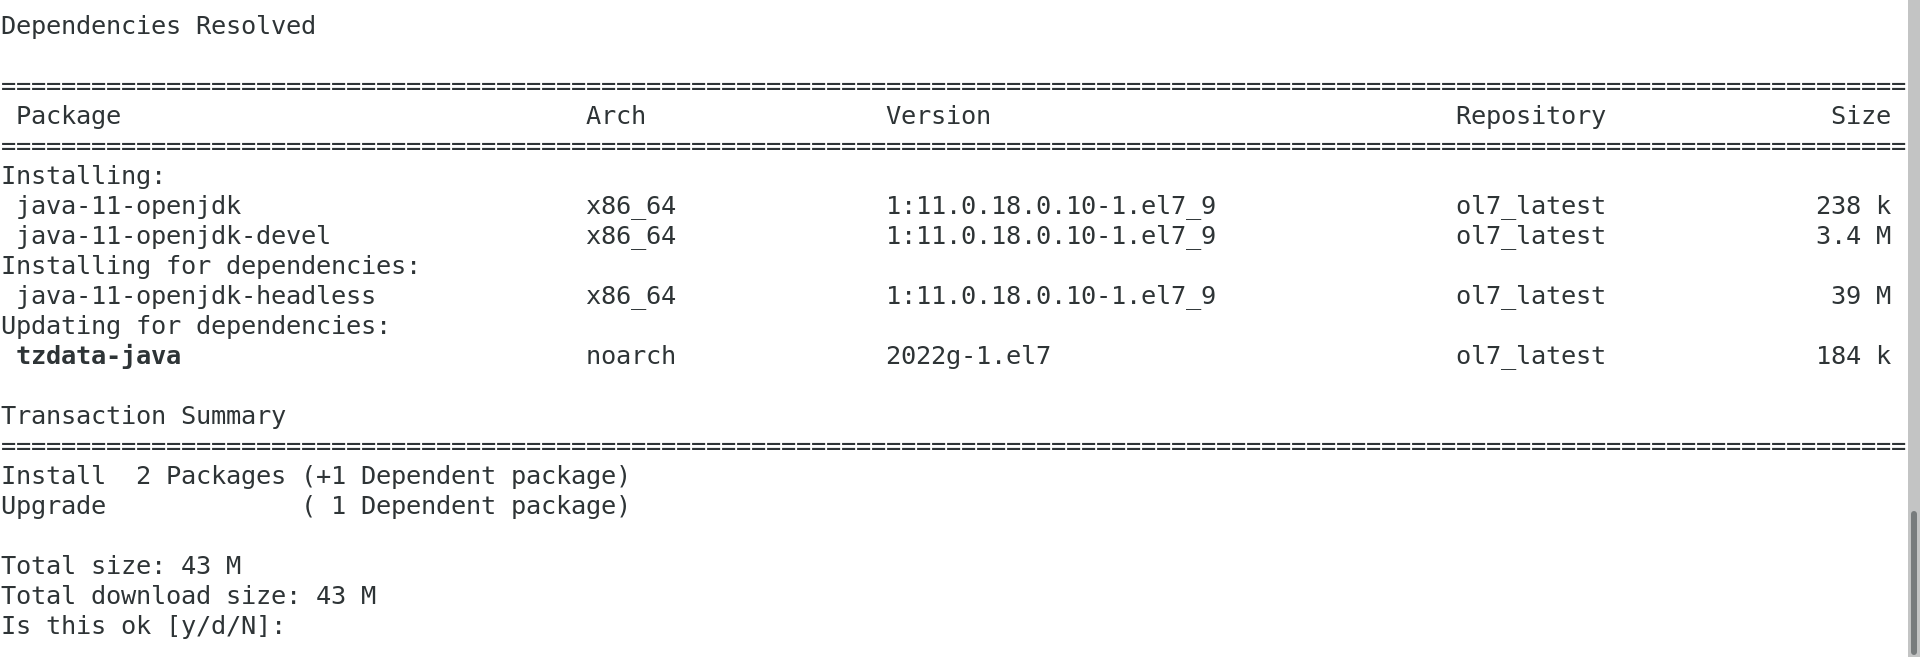 Dependencies Resolved
===============================================================================================================================
 Package                               Arch                Version                               Repository               Size
===============================================================================================================================
Installing:
 java-11-openjdk                       x86_64              1:11.0.18.0.10-1.el7_9                ol7_latest              238 k
 java-11-openjdk-devel                 x86_64              1:11.0.18.0.10-1.el7_9                ol7_latest              3.4 M
Installing for dependencies:
 java-11-openjdk-headless              x86_64              1:11.0.18.0.10-1.el7_9                ol7_latest               39 M
Updating for dependencies:
 tzdata-java                           noarch              2022g-1.el7                           ol7_latest              184 k
Transaction Summary
===============================================================================================================================
Install  2 Packages (+1 Dependent package)
Upgrade             ( 1 Dependent package)
Total size: 43 M
Total download size: 43 M
Is this ok [y/d/N]: